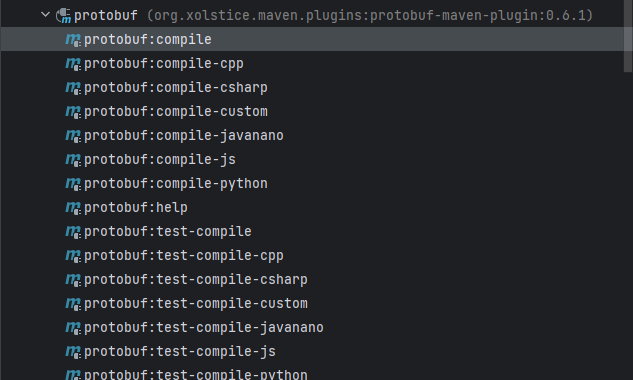 protobuf (org.xolstice.maven.plugins:protobuf-maven-plugin:0.6.1)
protobuf:compile
protobuf:compile-cpp
protobuf:compile-csharp
protobuf:compile-custom
protobuf:compile-javanano
protobuf:compile-js
protobuf:compile-python
protobuf:help
protobuf:test-compile
protobuf:test-compile-cpp
protobuf:test-compile-csharp
protobuf:test-compile-custom
protobuf:test-compile-javanano
protobuf:test-compile-js
protobuf:test-compile-python